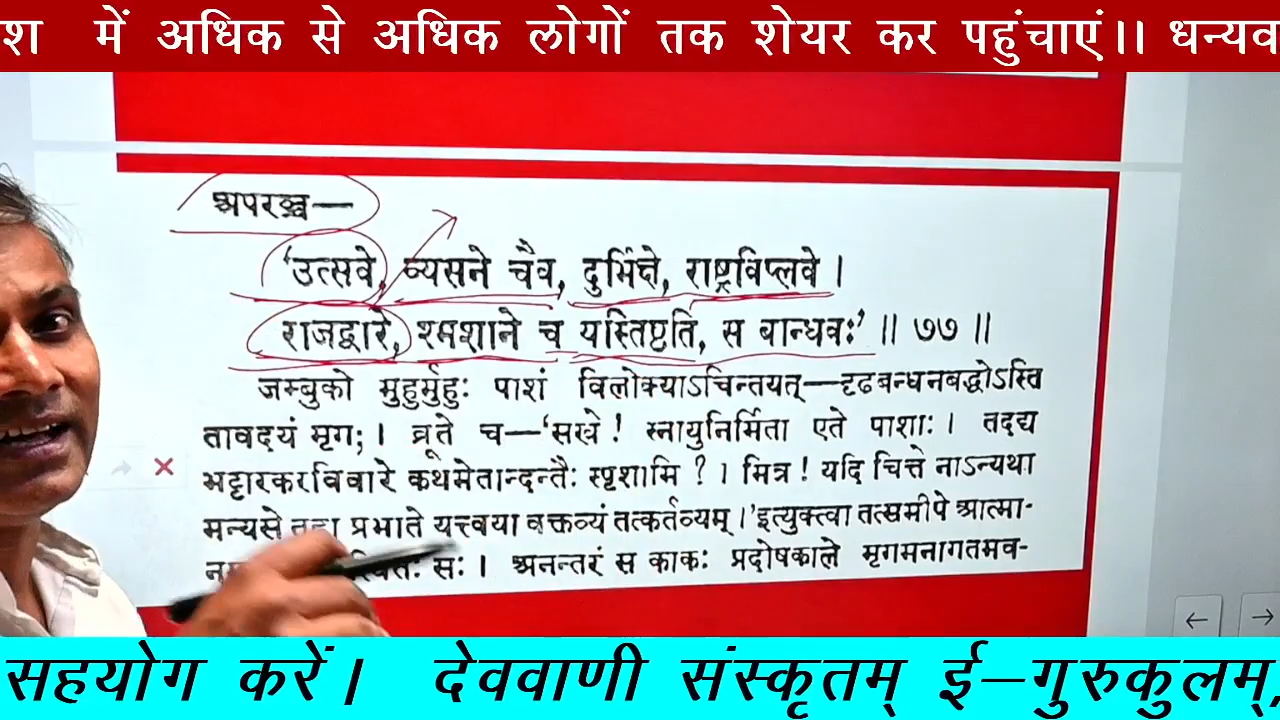 श में अधिक से अधिक लोगों तक शेयर कर पहुंचाएं।। धन्यव
अपरञ्च—
'उत्सवे, व्यसने चैव, दुर्भिक्षे, राष्ट्रविप्लवे ।
राजद्वारे, श्मशाने च यस्तिष्ठति, स बान्धवः' ॥ ७७ ॥
जम्बुको मुहुर्मुहुः पाशं विलोक्याऽचिन्तयत्—दृढबन्धनबद्धोऽस्ति
तावदयं मृगः; । ब्रूते च—'सखे ! स्नायुनिर्मिता एते पाशाः । तदद्य
भट्टारकरविवारे कथमेतान्दन्तैः स्पृशामि ? । मित्र ! यदि चित्ते नाऽन्यथा
मन्यसे प्रभाते यत्त्वया वक्तव्यं तत्कर्तव्यम् ।'इत्युक्त्वा तत्समीपे आत्मा-
सः । अनन्तरं स काकः प्रदोषकाले मृगमनागतमव-
सहयोग करें। देववाणी संस्कृतम् ई-गुरुकुलम्,